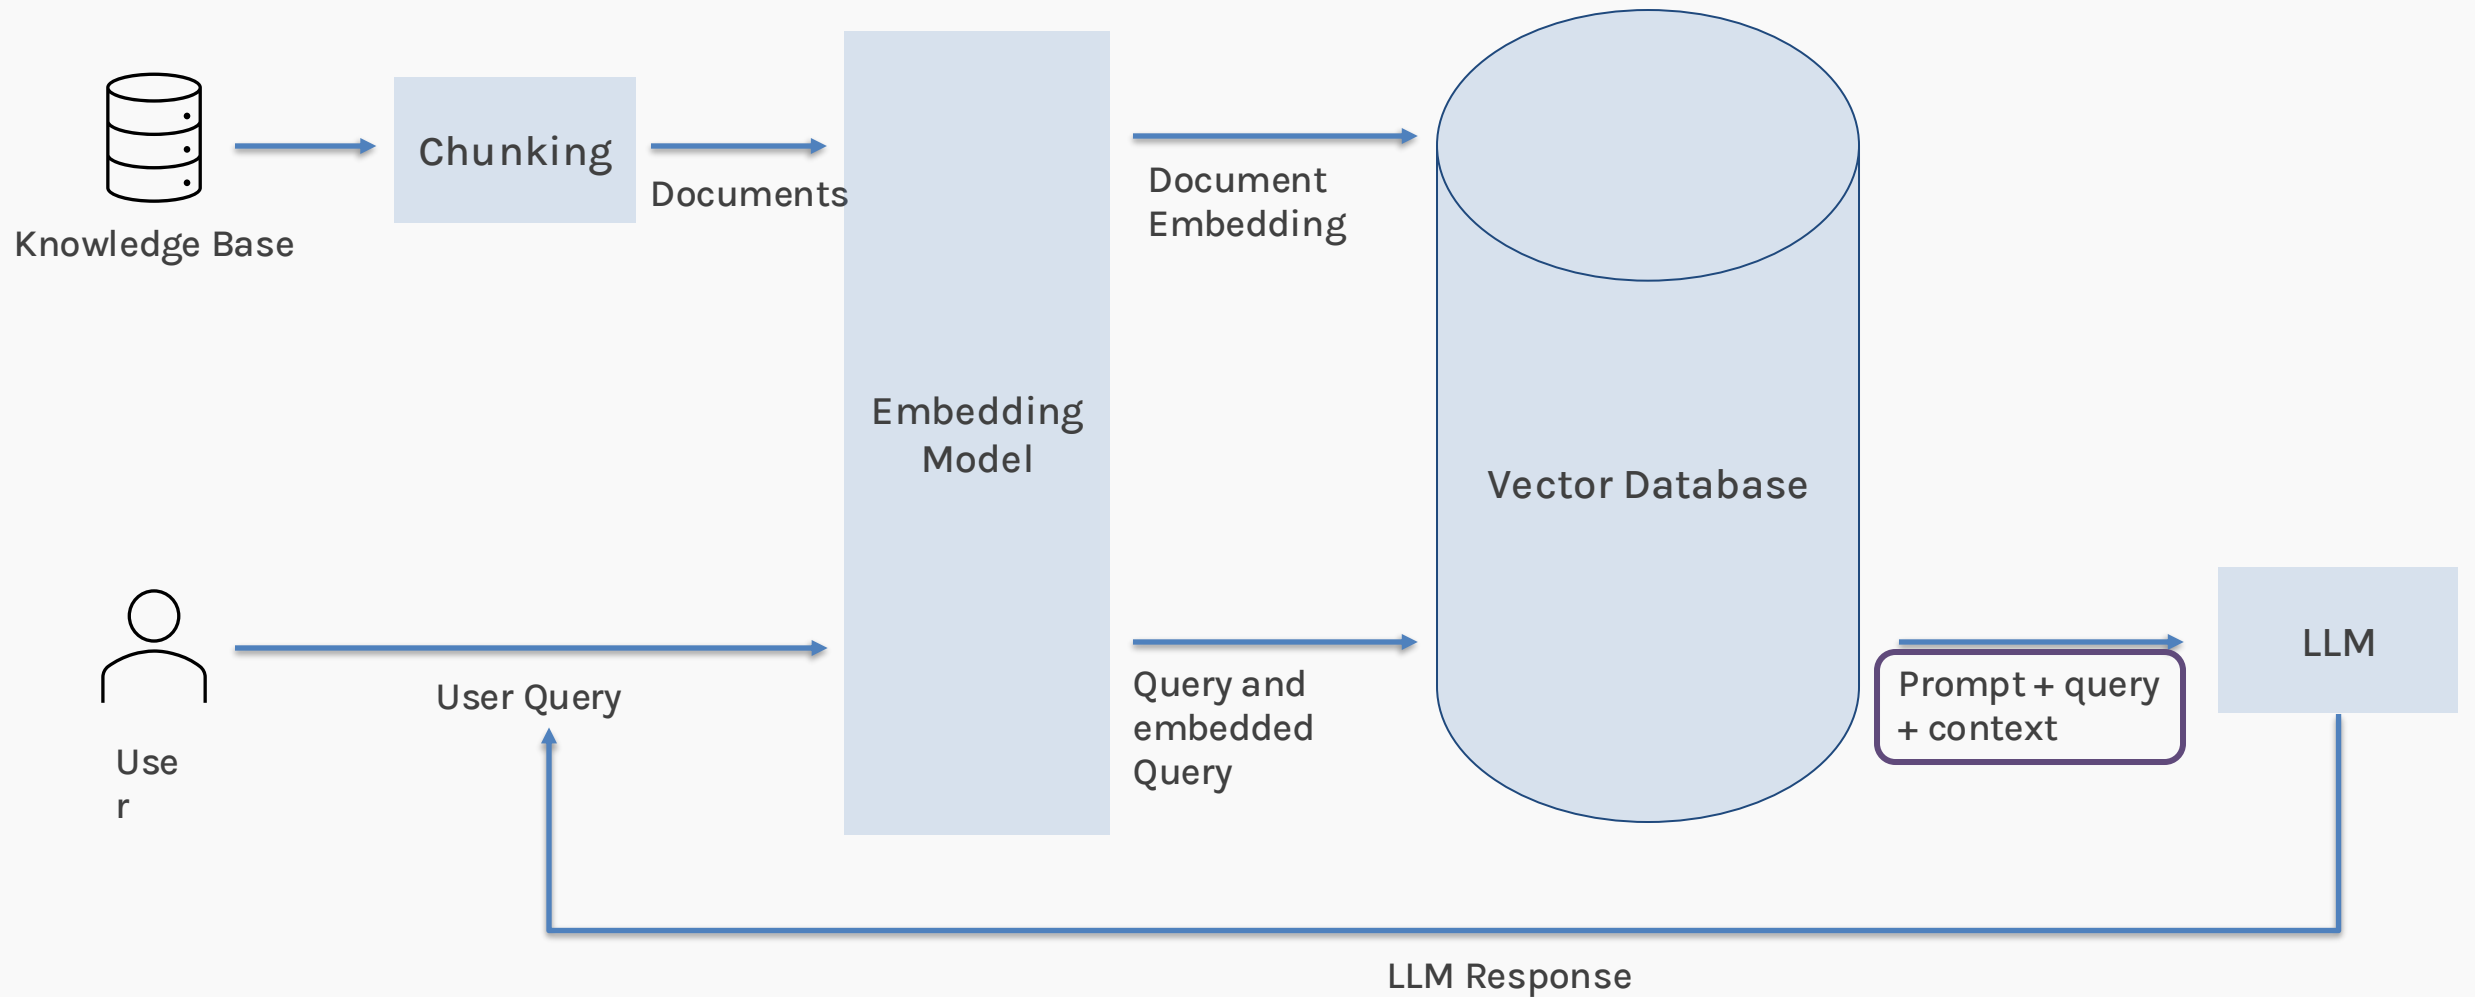 Knowledge Base
Chunking
Documents
Embedding
Model
Document
Embedding
Vector Database
Use
r
User Query
Query and
embedded
Query
Prompt + query
+ context
LLM
LLM Response